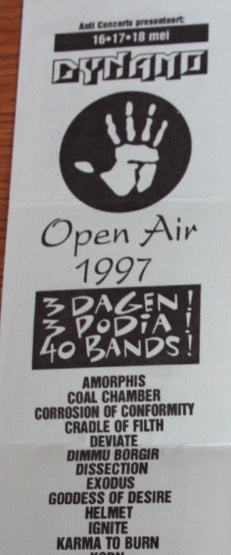 Anti Concerts presenteert:
16•17•18 mei
DYNAMO
Open Air
1997
3 DAGEN!
3 PODiA!
40 BANDS!
AMORPHIS
COAL CHAMBER
CORROSION OF CONFORMITY
CRADLE OF FILTH
DEVIATE
DIMMU BORGIR
DISSECTION
EXODUS
GODDESS OF DESIRE
HELMET
IGNITE
KARMA TO BURN